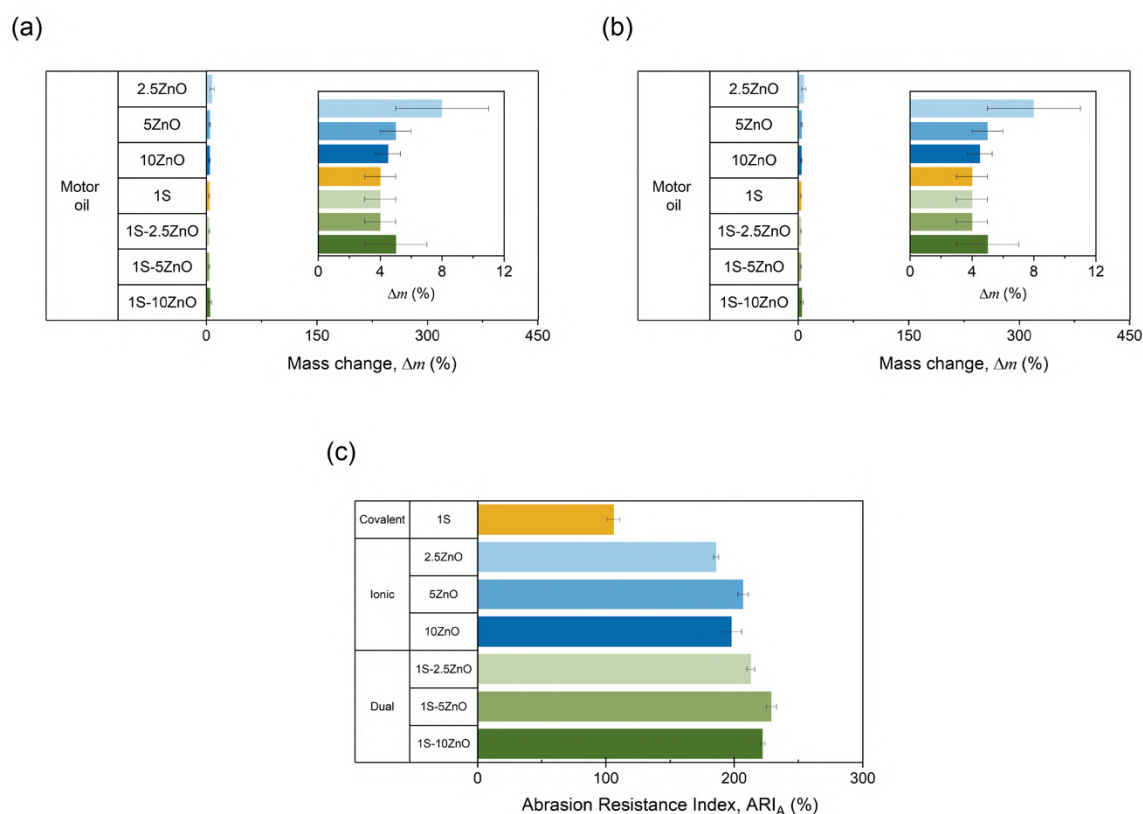 (a)
Motor oil
2.5ZnO
5ZnO
10ZnO
1S
1S-2.5ZnO
1S-5ZnO
1S-10ZnO
0 4 8 12
Δm (%)
0 150 300 450
Mass change, Δm (%)
(b)
Motor oil
2.5ZnO
5ZnO
10ZnO
1S
1S-2.5ZnO
1S-5ZnO
1S-10ZnO
0 4 8 12
Δm (%)
0 150 300 450
Mass change, Δm (%)
(c)
Covalent 1S
Ionic
2.5ZnO
5ZnO
10ZnO
Dual
1S-2.5ZnO
1S-5ZnO
1S-10ZnO
0 100 200 300
Abrasion Resistance Index, ARI_A (%)